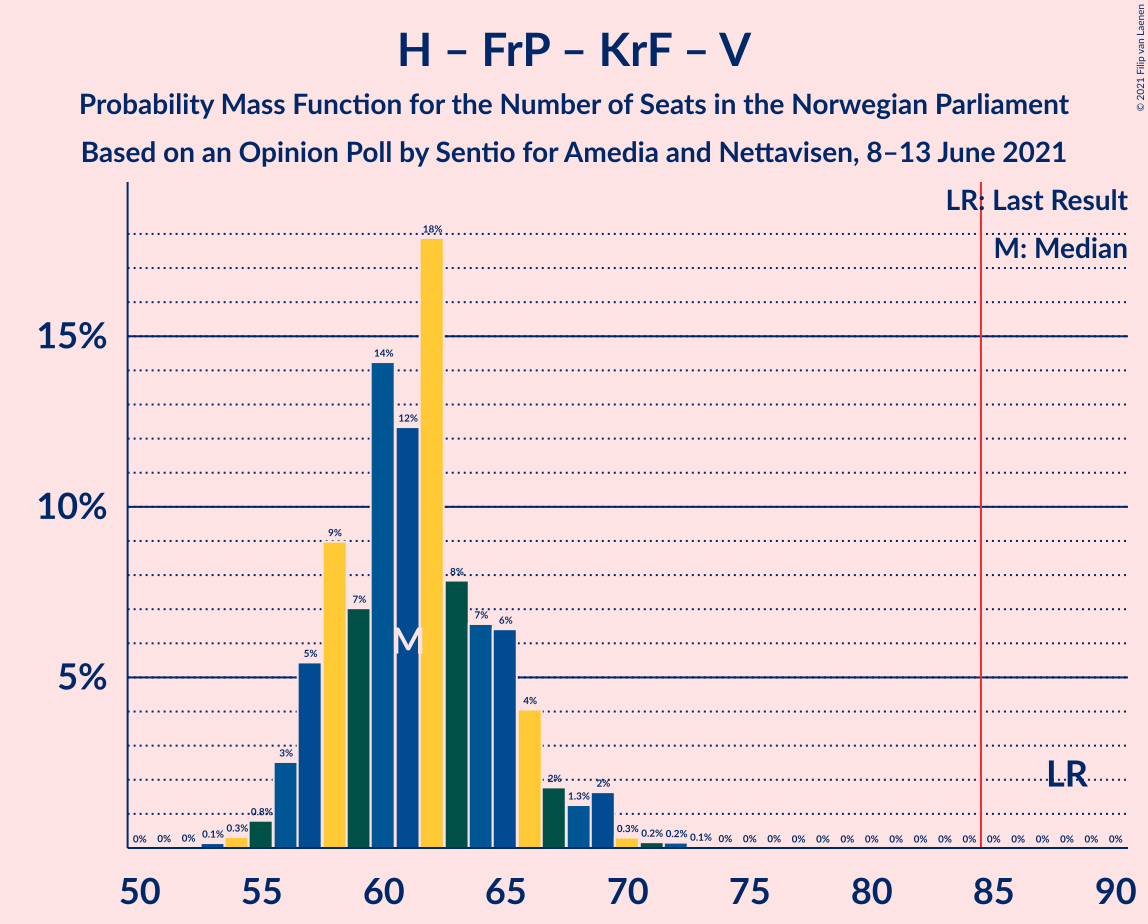 H – FrP – KrF – V
Probability Mass Function for the Number of Seats in the Norwegian Parliament
Based on an Opinion Poll by Sentio for Amedia and Nettavisen, 8–13 June 2021
© 2021 Filip van Laenen
LR: Last Result
M: Median
15%
10%
5%
0% 0% 0% 0.1% 0.3% 0.8% 3% 5% 9% 7% 14% 12% 18% 8% 7% 6% 4% 2% 1.3% 2% 0.3% 0.2% 0.2% 0.1% 0% 0% 0% 0% 0% 0% 0% 0% 0% 0% 0% 0% 0% 0% 0% 0% 0%
M
LR
50 55 60 65 70 75 80 85 90